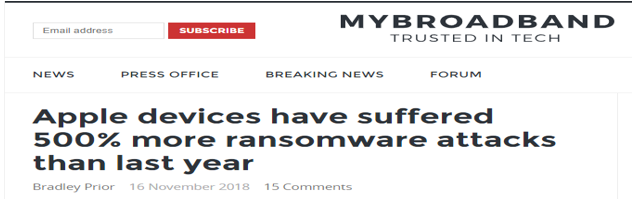 MYBROADBAND
TRUSTED IN TECH
Email address SUBSCRIBE
NEWS PRESS OFFICE BREAKING NEWS FORUM
Apple devices have suffered
500% more ransomware attacks
than last year
Bradley Prior 16 November 2018 15 Comments